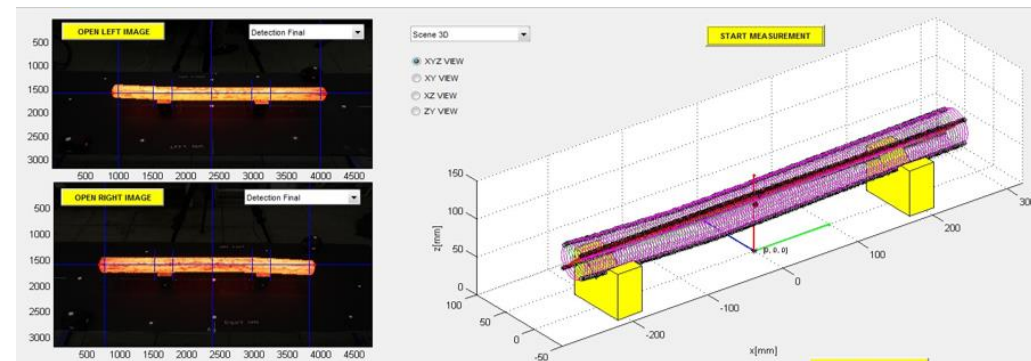 OPEN LEFT IMAGE
Detection Final
500
1000
1500
2000
2500
3000
500 1000 1500 2000 2500 3000 3500 4000 4500
OPEN RIGHT IMAGE
Detection Final
500
1000
1500
2000
2500
3000
500 1000 1500 2000 2500 3000 3500 4000 4500
Scene 3D
START MEASUREMENT
XYZ VIEW
XY VIEW
XZ VIEW
ZY VIEW
150
100
50
0
z[mm]
100
50
0
-50
-200
-100
0
100
200
300
x[mm]
[0, 0, 0]